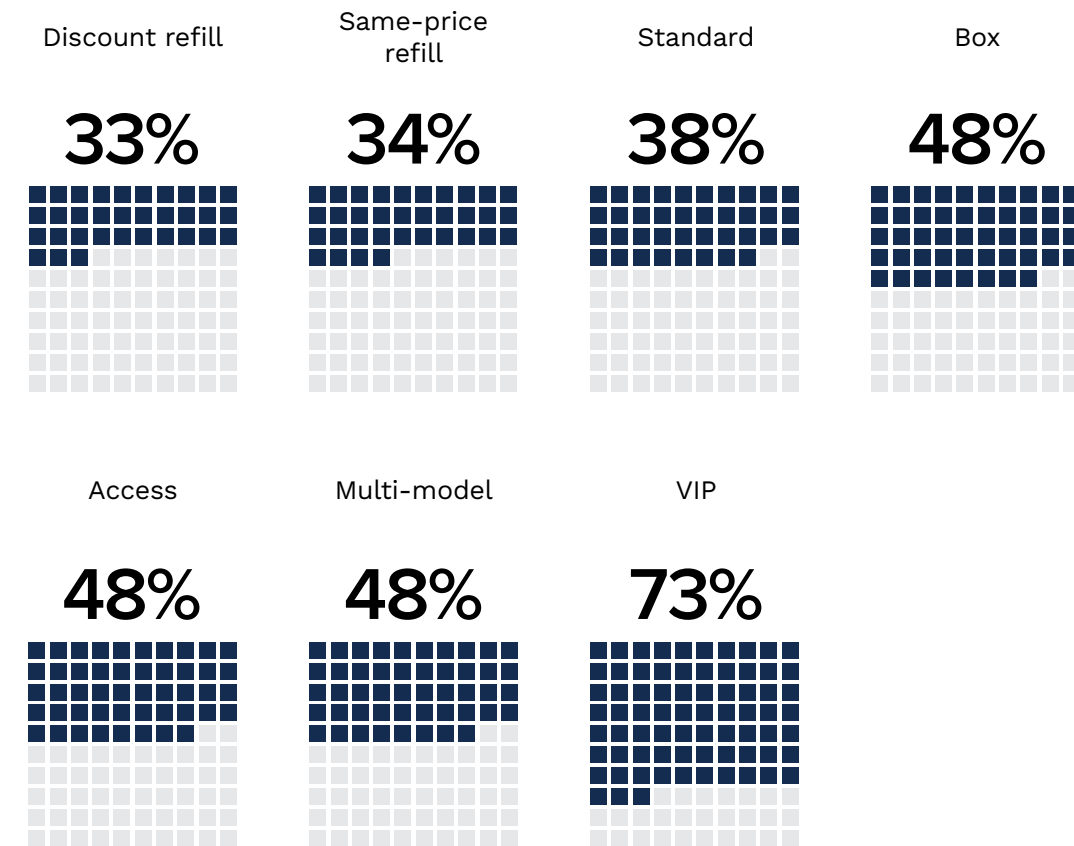 Discount refill
Same-price
refill
Standard
Box
33%
34%
38%
48%
Access
Multi-model
VIP
48%
48%
73%